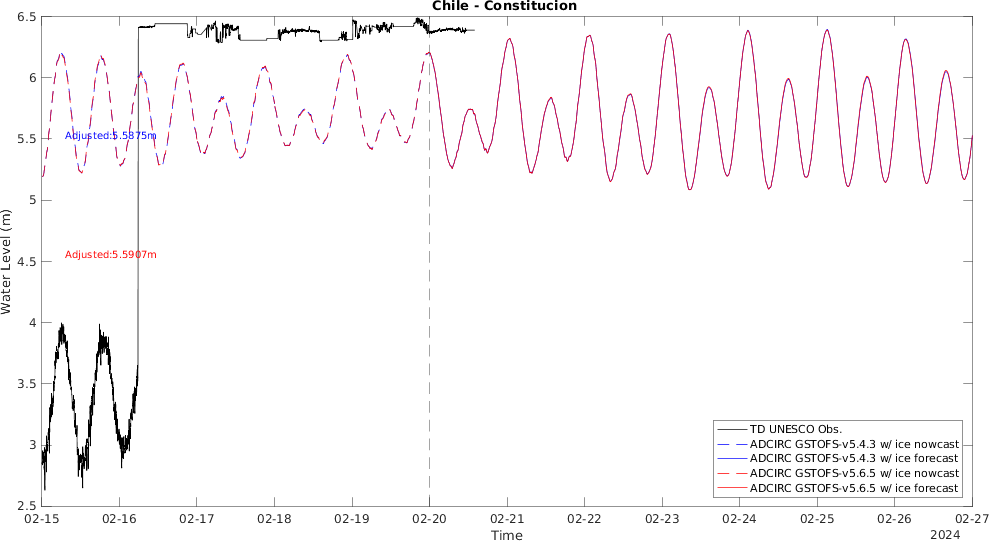 Chile - Constitucion
6.5
6
5.5
5
4.5
4
3.5
3
2.5
Water Level (m)
Adjusted:5.5875m
Adjusted:5.5907m
TD UNESCO Obs.
ADCIRC GSTOFS-v5.4.3 w/ ice nowcast
ADCIRC GSTOFS-v5.4.3 w/ ice forecast
ADCIRC GSTOFS-v5.6.5 w/ ice nowcast
ADCIRC GSTOFS-v5.6.5 w/ ice forecast
02-15 02-16 02-17 02-18 02-19 02-20 02-21 02-22 02-23 02-24 02-25 02-26 02-27
Time
2024